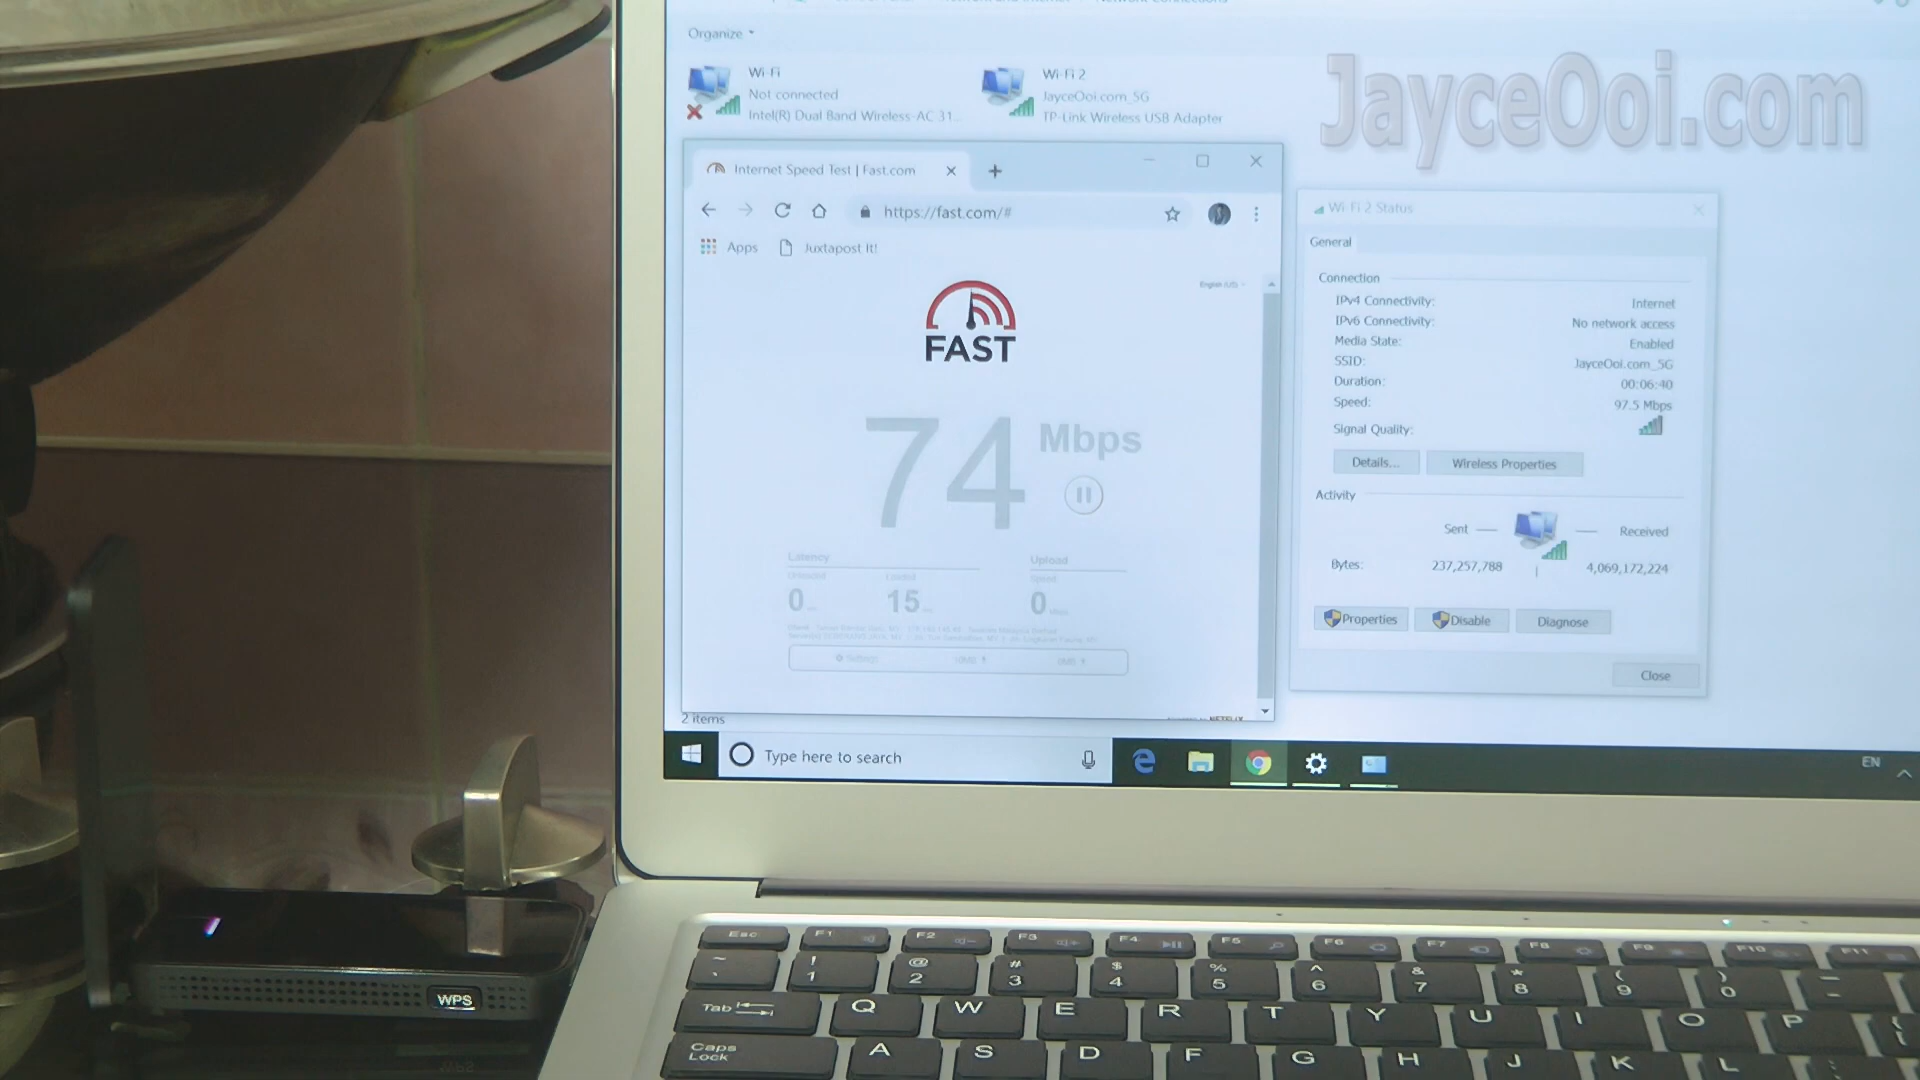 Organize
JayceOoi.com
Wi-Fi
Not connected
Intel(R) Dual Band Wireless-AC 31...
Wi-Fi 2
JayceOoi.com_5G
TP-Link Wireless USB Adapter
Internet Speed Test | Fast.com
https://fast.com/#
Apps
Juxtapost It!
English (US)
FAST
74 Mbps
Latency
Upload
Unloaded
Loaded
Speed
0
15
0
2 items
NETFLIX
Wi-Fi 2 Status
General
Connection
IPv4 Connectivity: Internet
IPv6 Connectivity: No network access
Media State: Enabled
SSID: JayceOoi.com_5G
Duration: 00:06:40
Speed: 97.5 Mbps
Signal Quality:
Details...
Wireless Properties
Activity
Sent
Received
Bytes: 237,257,788 4,069,172,224
Properties
Disable
Diagnose
Close
Type here to search
EN
WPS
Esc F1 F2 F3 F4 F5 F6 F7 F8 F9 F10 F11
~ ! @ # $ % ^ & * ( )
` 1 2 3 4 5 6 7 8 9 0
Tab Q W E R T Y U I O P
Caps Lock A S D F G H J K L